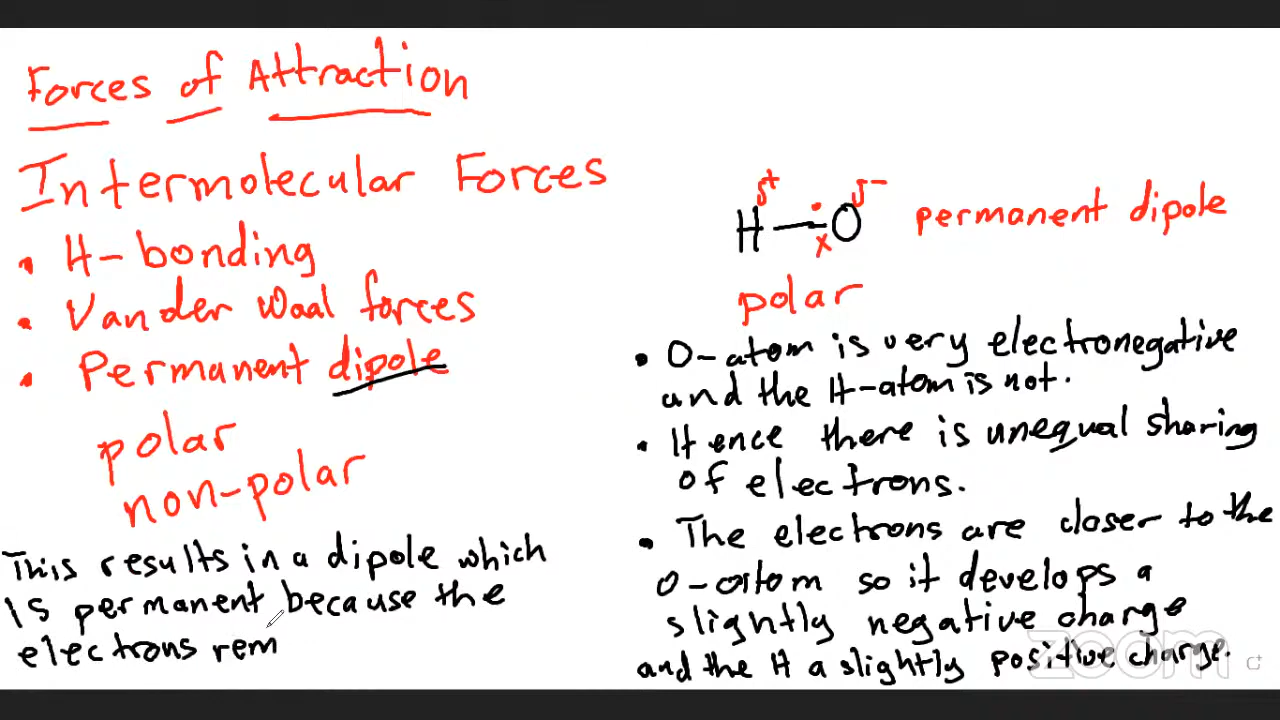 Forces of Attraction
Intermolecular Forces
• H-bonding
• Van der Waal forces
• Permanent dipole
polar
non-polar
This results in a dipole which
is permanent because the
electrons rem
δ+ δ-
H — O permanent dipole
x
polar
• O-atom is very electronegative
and the H-atom is not.
• Hence there is unequal sharing
of electrons.
• The electrons are closer to the
O-atom so it develops a
slightly negative charge
and the H a slightly positive charge.
zoom